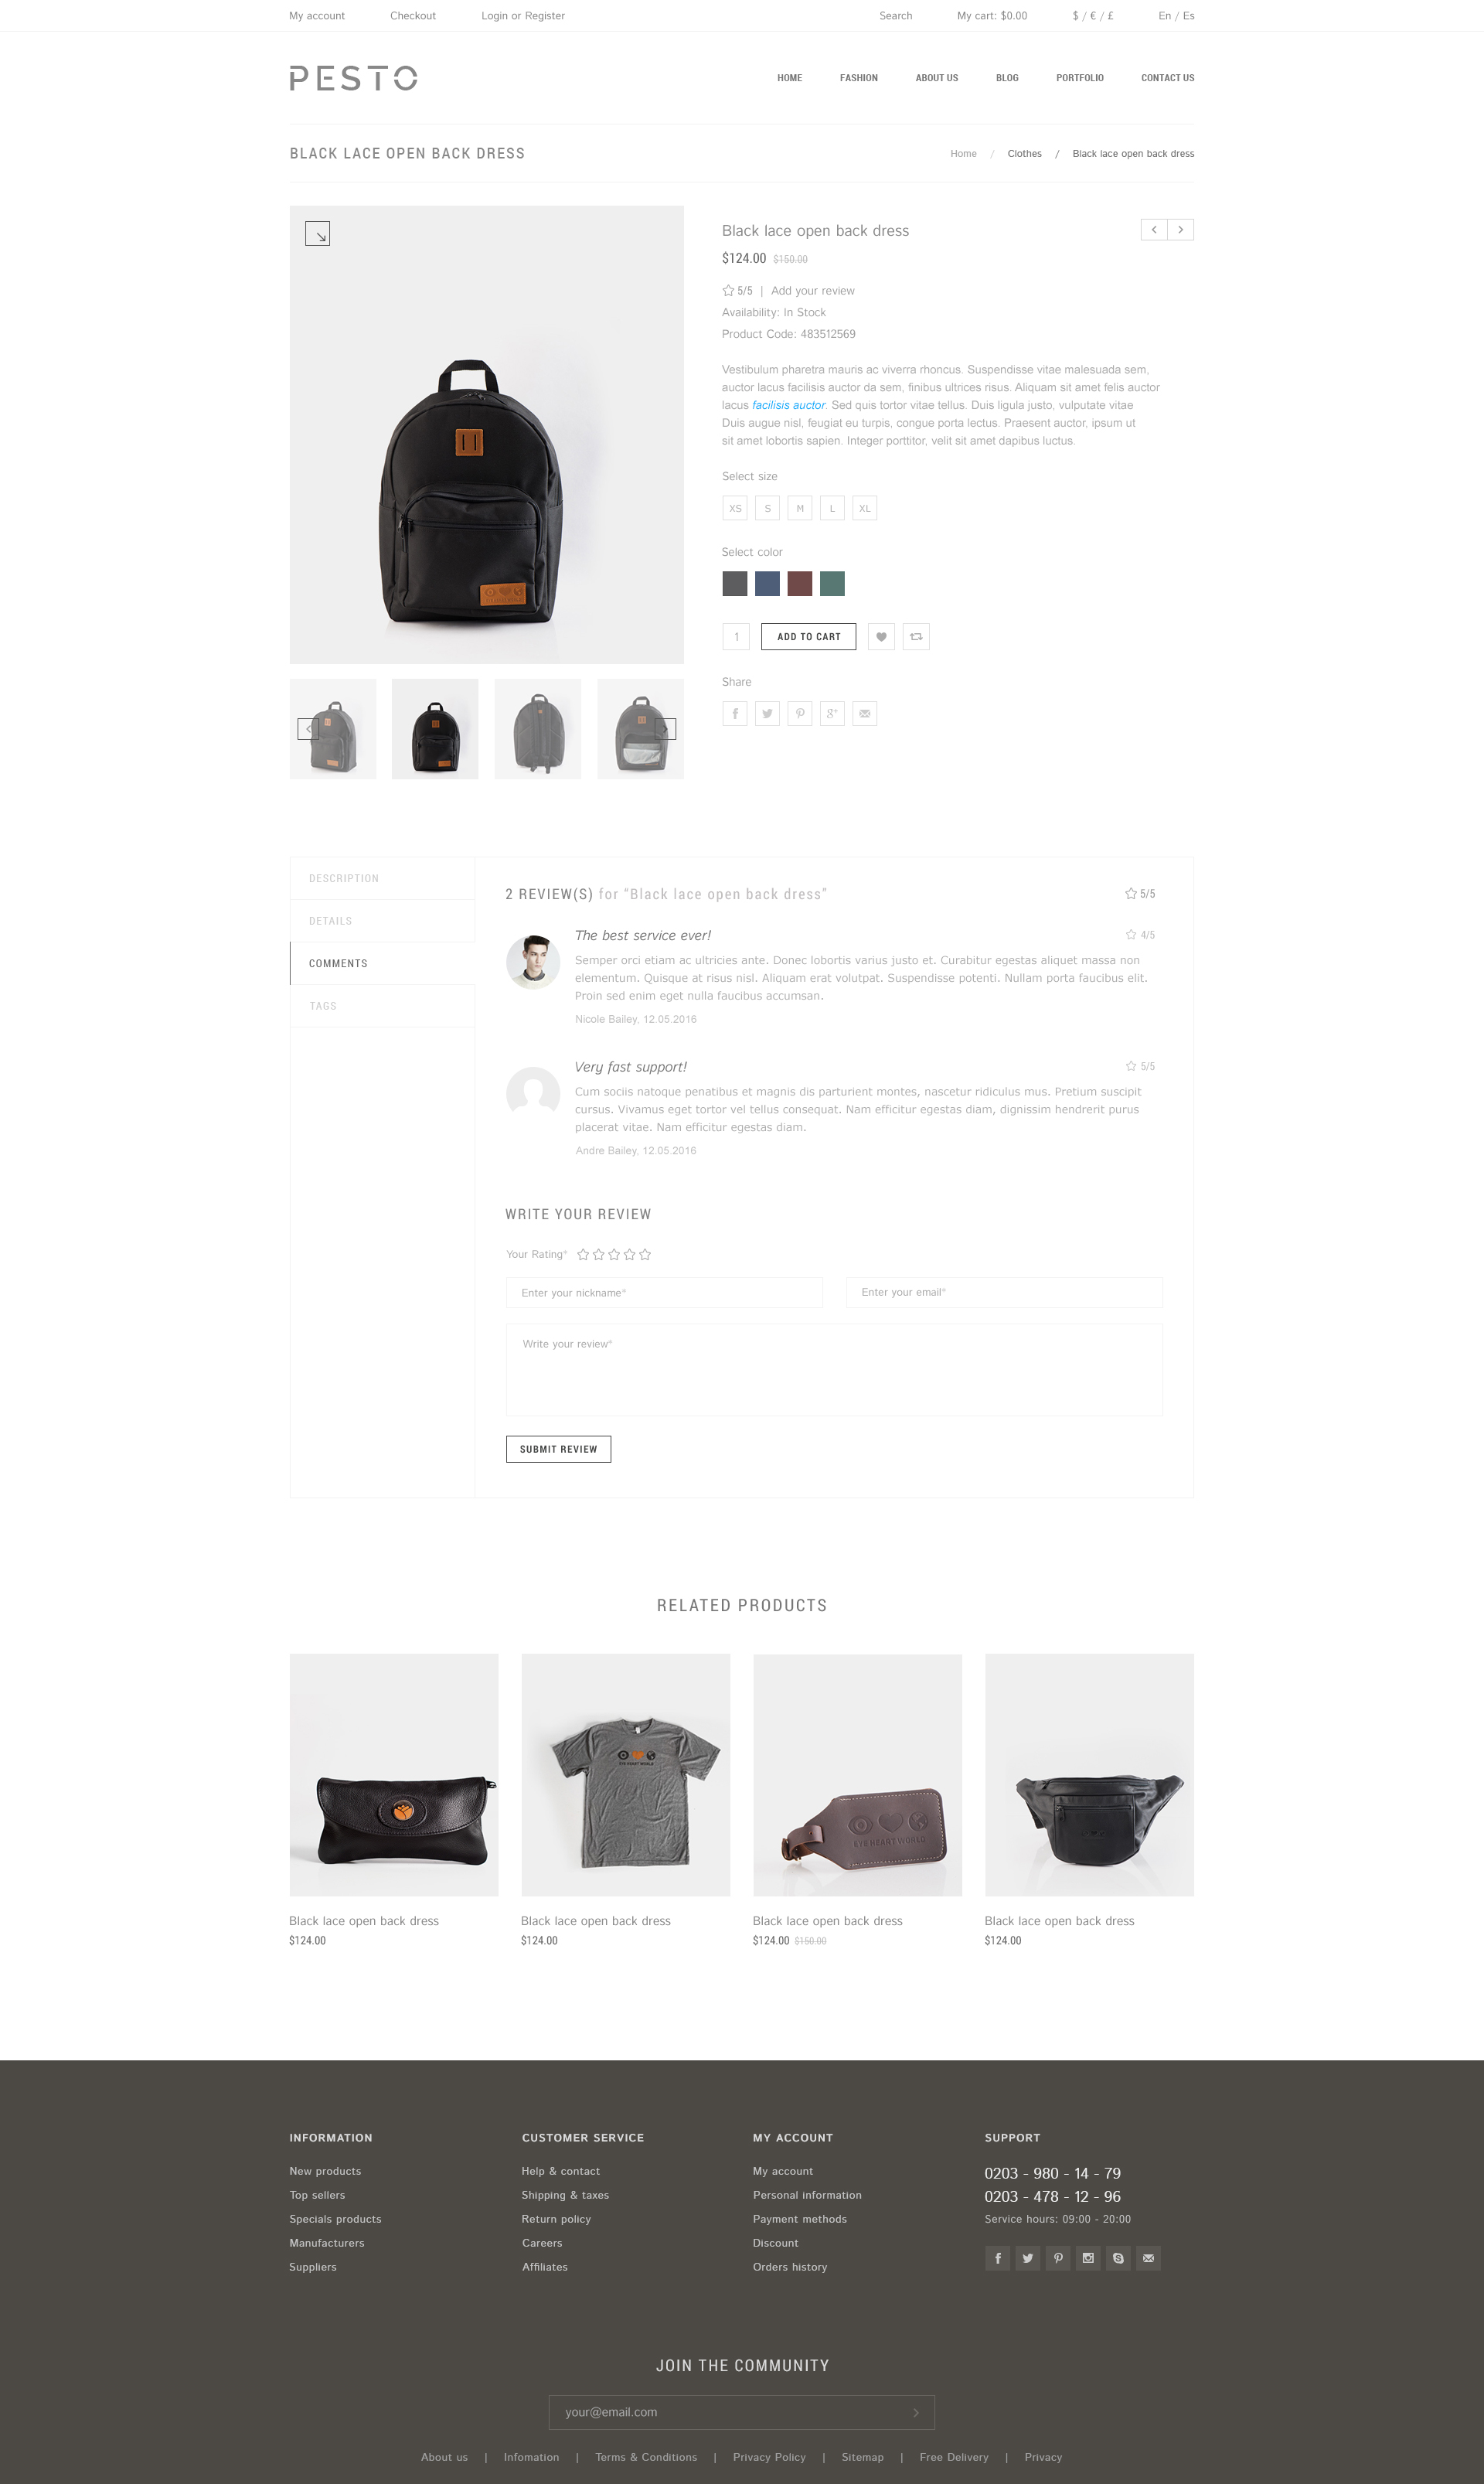 My account Checkout Login or Register Search My cart: $0.00 $ / € / £ En / Es
PESTO
HOME FASHION ABOUT US BLOG PORTFOLIO CONTACT US
BLACK LACE OPEN BACK DRESS
Home / Clothes / Black lace open back dress
Black lace open back dress
$124.00 $150.00
5/5 | Add your review
Availability: In Stock
Product Code: 483512569
Vestibulum pharetra mauris ac viverra rhoncus. Suspendisse vitae malesuada sem,
auctor lacus facilisis auctor da sem, finibus ultrices risus. Aliquam sit amet felis auctor
lacus facilisis auctor. Sed quis tortor vitae tellus. Duis ligula justo, vulputate vitae
Duis augue nisl, feugiat eu turpis, congue porta lectus. Praesent auctor, ipsum ut
sit amet lobortis sapien. Integer porttitor, velit sit amet dapibus luctus.
Select size
XS S M L XL
Select color
1 ADD TO CART
Share
DESCRIPTION
DETAILS
COMMENTS
TAGS
2 REVIEW(S) for “Black lace open back dress” 5/5
The best service ever! 4/5
Semper orci etiam ac ultricies ante. Donec lobortis varius justo et. Curabitur egestas aliquet massa non
elementum. Quisque at risus nisl. Aliquam erat volutpat. Suspendisse potenti. Nullam porta faucibus elit.
Proin sed enim eget nulla faucibus accumsan.
Nicole Bailey, 12.05.2016
Very fast support! 5/5
Cum sociis natoque penatibus et magnis dis parturient montes, nascetur ridiculus mus. Pretium suscipit
cursus. Vivamus eget tortor vel tellus consequat. Nam efficitur egestas diam, dignissim hendrerit purus
placerat vitae. Nam efficitur egestas diam.
Andre Bailey, 12.05.2016
WRITE YOUR REVIEW
Your Rating*
Enter your nickname* Enter your email*
Write your review*
SUBMIT REVIEW
RELATED PRODUCTS
EYE HEART WORLD
EYE HEART WORLD
Black lace open back dress
$124.00
Black lace open back dress
$124.00
Black lace open back dress
$124.00 $150.00
Black lace open back dress
$124.00
INFORMATION
New products
Top sellers
Specials products
Manufacturers
Suppliers
CUSTOMER SERVICE
Help & contact
Shipping & taxes
Return policy
Careers
Affiliates
MY ACCOUNT
My account
Personal information
Payment methods
Discount
Orders history
SUPPORT
0203 - 980 - 14 - 79
0203 - 478 - 12 - 96
Service hours: 09:00 - 20:00
JOIN THE COMMUNITY
your@email.com
About us | Infomation | Terms & Conditions | Privacy Policy | Sitemap | Free Delivery | Privacy